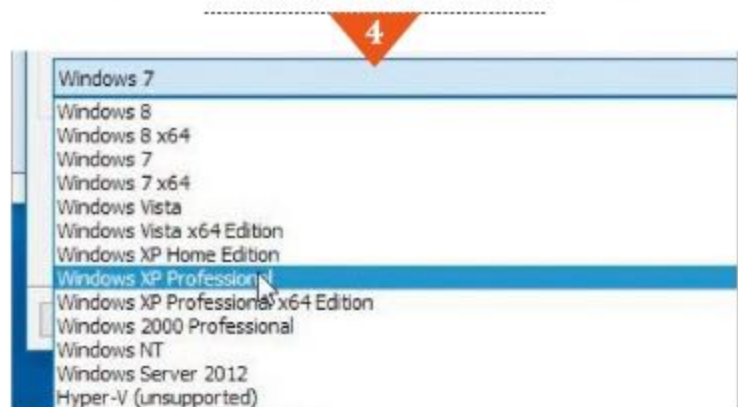 4
Windows 7
Windows 8
Windows 8 x64
Windows 7
Windows 7 x64
Windows Vista
Windows Vista x64 Edition
Windows XP Home Edition
Windows XP Professional
Windows XP Professional x64 Edition
Windows 2000 Professional
Windows NT
Windows Server 2012
Hyper-V (unsupported)